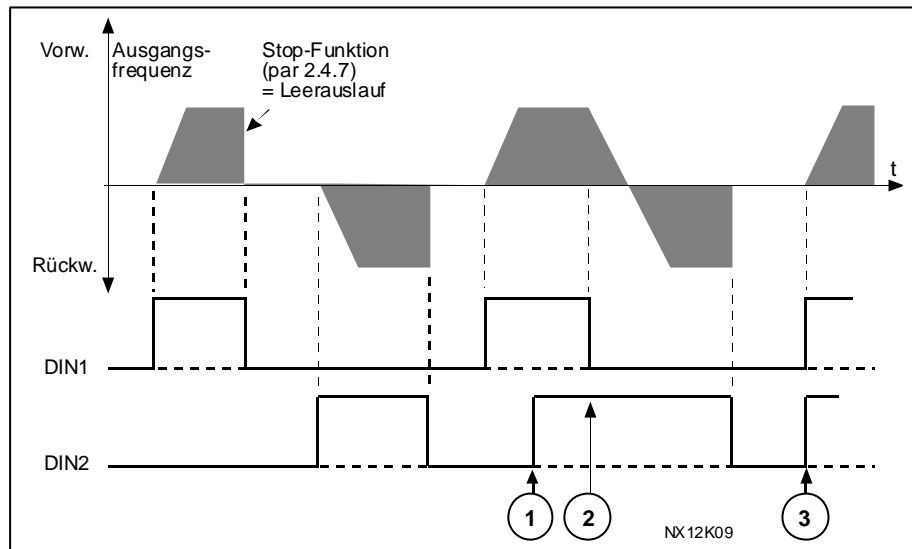 Vorw.
Ausgangs-
frequenz
Stop-Funktion
(par 2.4.7)
= Leerauslauf
t
Rückw.
DIN1
DIN2
1
2
3
NX12K09